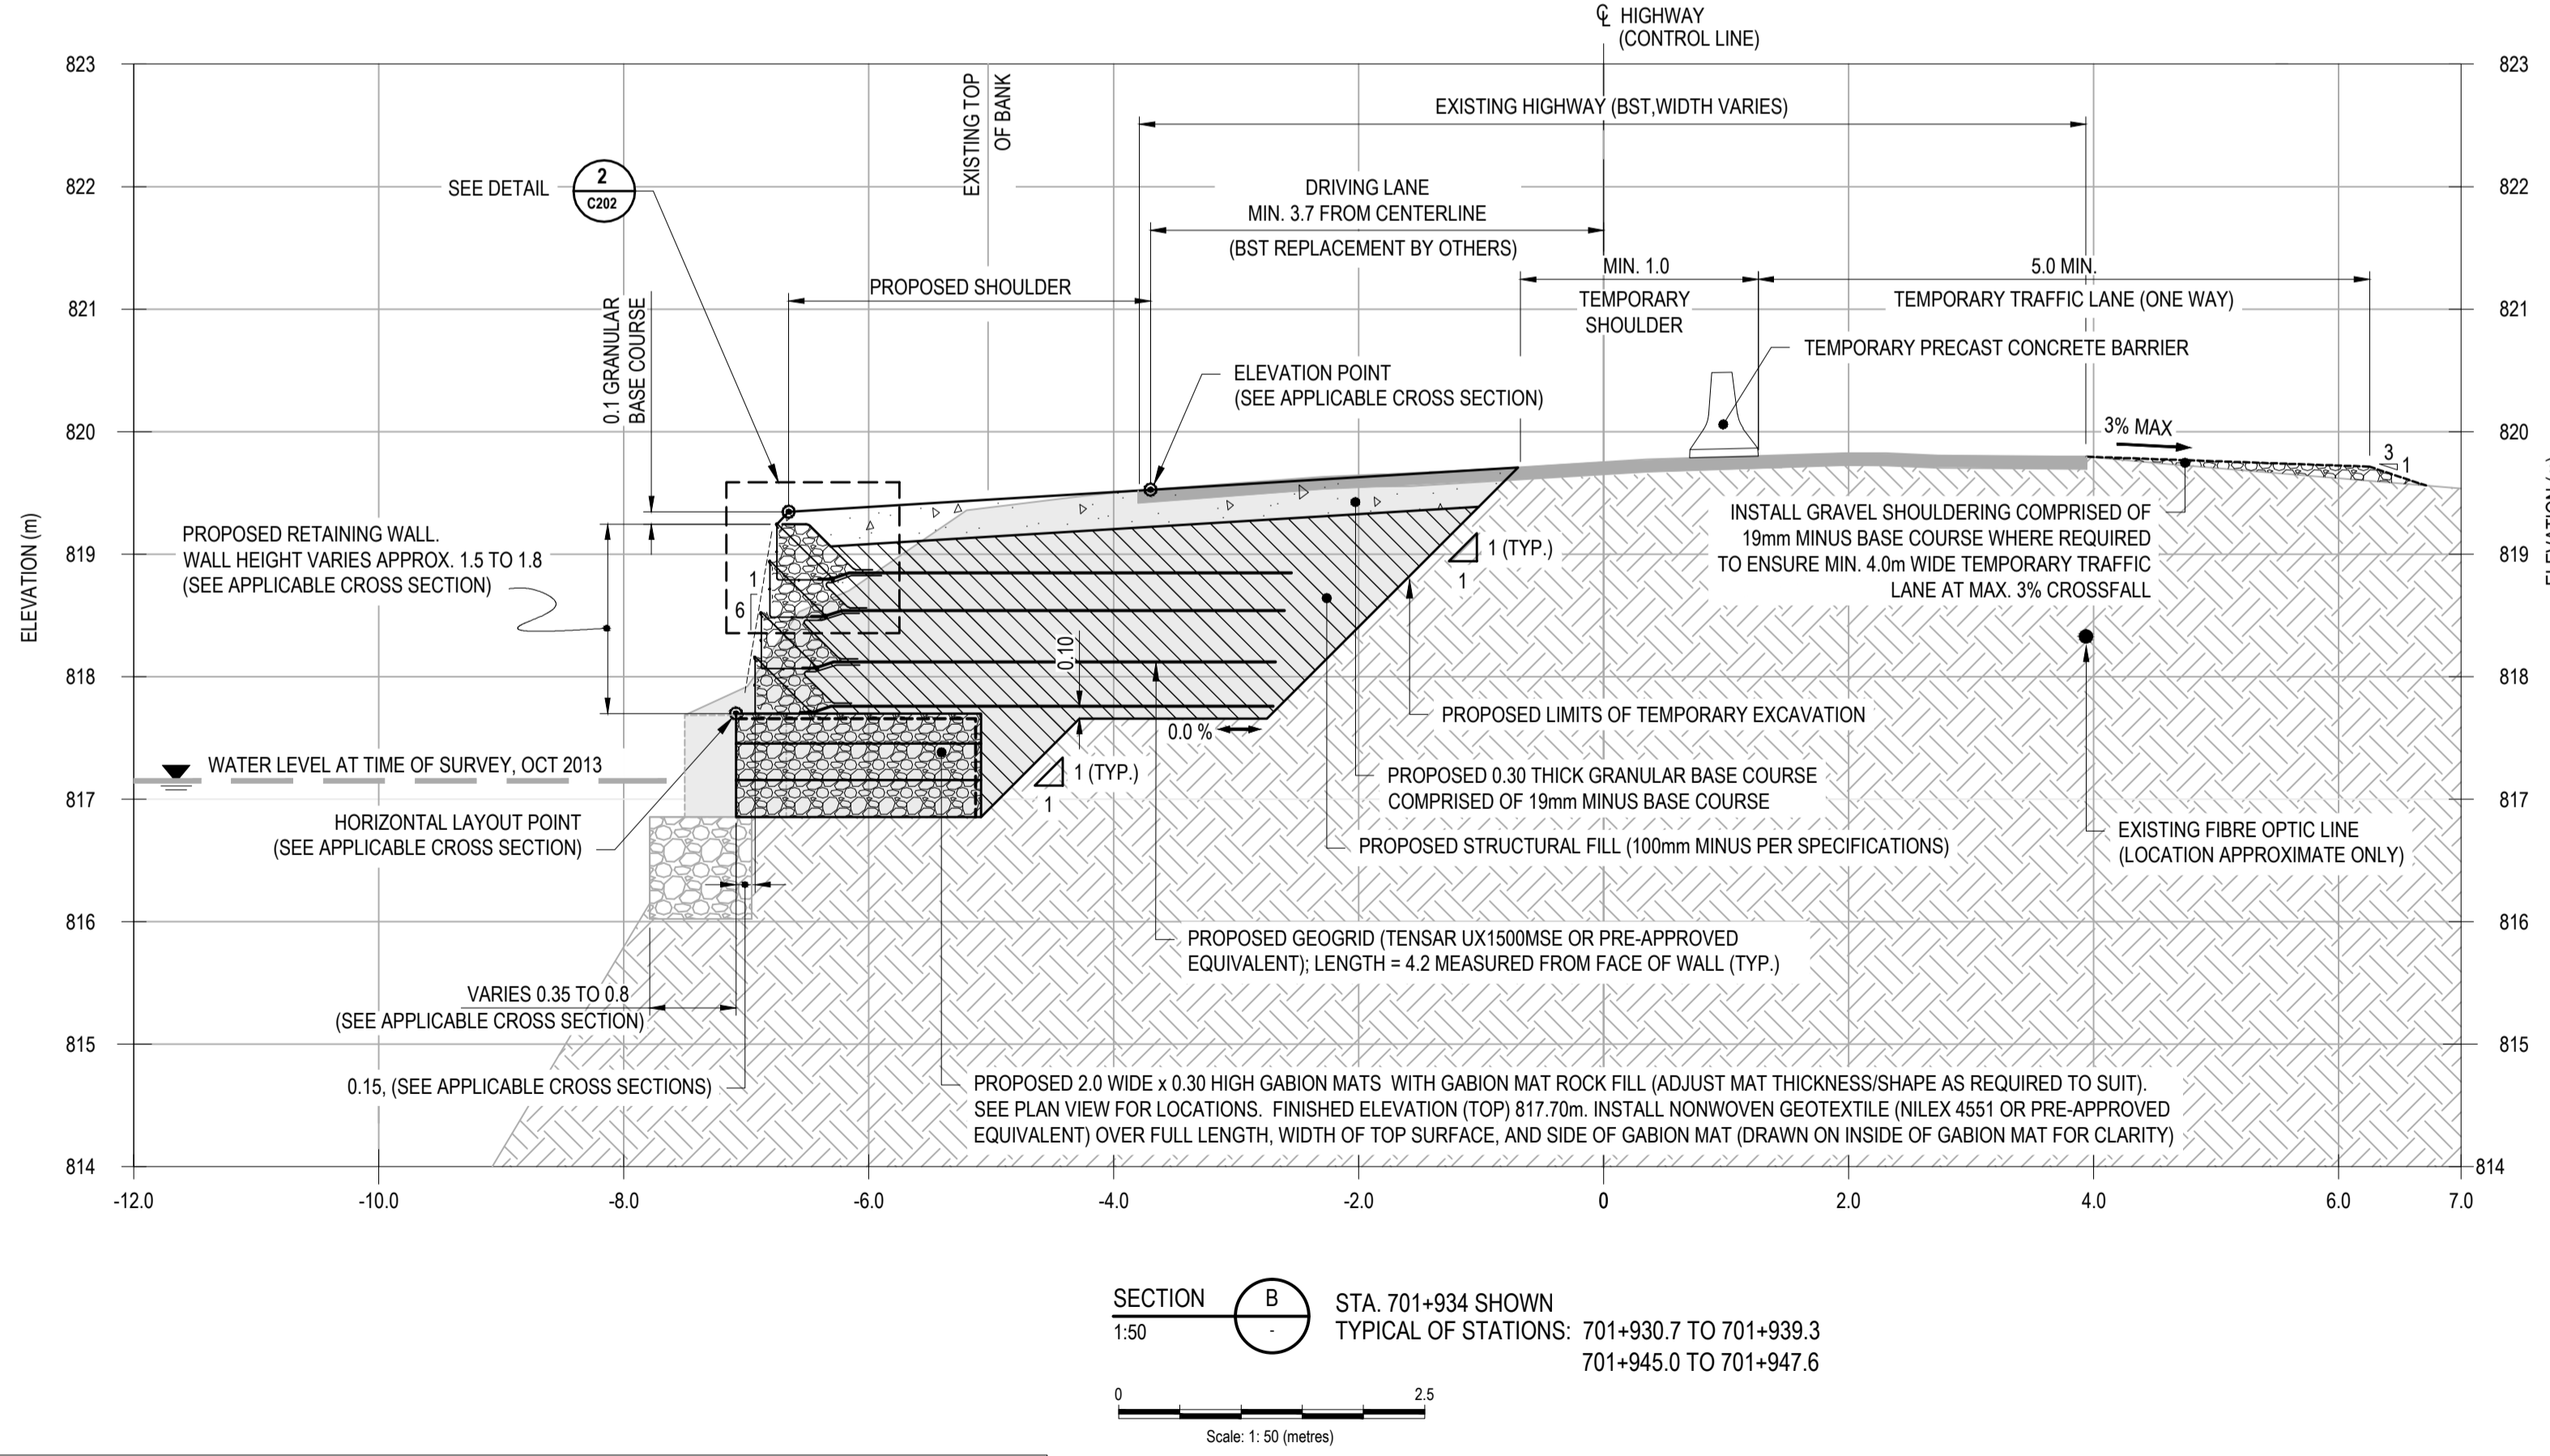 ℄ HIGHWAY
(CONTROL LINE)
823
823
EXISTING TOP
OF BANK
EXISTING HIGHWAY (BST,WIDTH VARIES)
822
SEE DETAIL
2
C202
DRIVING LANE
MIN. 3.7 FROM CENTERLINE
(BST REPLACEMENT BY OTHERS)
822
MIN. 1.0
TEMPORARY
SHOULDER
5.0 MIN.
TEMPORARY TRAFFIC LANE (ONE WAY)
PROPOSED SHOULDER
821
821
0.1 GRANULAR
BASE COURSE
TEMPORARY PRECAST CONCRETE BARRIER
ELEVATION POINT
(SEE APPLICABLE CROSS SECTION)
820
3% MAX
820
3
1
ELEVATION (m)
PROPOSED RETAINING WALL.
WALL HEIGHT VARIES APPROX. 1.5 TO 1.8
(SEE APPLICABLE CROSS SECTION)
819
1
6
1 (TYP.)
1
INSTALL GRAVEL SHOULDERING COMPRISED OF
19mm MINUS BASE COURSE WHERE REQUIRED
TO ENSURE MIN. 4.0m WIDE TEMPORARY TRAFFIC
LANE AT MAX. 3% CROSSFALL
819
818
0.10
818
0.0 %
PROPOSED LIMITS OF TEMPORARY EXCAVATION
WATER LEVEL AT TIME OF SURVEY, OCT 2013
1 (TYP.)
1
PROPOSED 0.30 THICK GRANULAR BASE COURSE
COMPRISED OF 19mm MINUS BASE COURSE
817
817
HORIZONTAL LAYOUT POINT
(SEE APPLICABLE CROSS SECTION)
PROPOSED STRUCTURAL FILL (100mm MINUS PER SPECIFICATIONS)
EXISTING FIBRE OPTIC LINE
(LOCATION APPROXIMATE ONLY)
816
816
PROPOSED GEOGRID (TENSAR UX1500MSE OR PRE-APPROVED
EQUIVALENT); LENGTH = 4.2 MEASURED FROM FACE OF WALL (TYP.)
VARIES 0.35 TO 0.8
(SEE APPLICABLE CROSS SECTION)
815
815
0.15, (SEE APPLICABLE CROSS SECTIONS)
PROPOSED 2.0 WIDE x 0.30 HIGH GABION MATS WITH GABION MAT ROCK FILL (ADJUST MAT THICKNESS/SHAPE AS REQUIRED TO SUIT).
SEE PLAN VIEW FOR LOCATIONS. FINISHED ELEVATION (TOP) 817.70m. INSTALL NONWOVEN GEOTEXTILE (NILEX 4551 OR PRE-APPROVED
EQUIVALENT) OVER FULL LENGTH, WIDTH OF TOP SURFACE, AND SIDE OF GABION MAT (DRAWN ON INSIDE OF GABION MAT FOR CLARITY)
814
814
-12.0 -10.0 -8.0 -6.0 -4.0 -2.0 0 2.0 4.0 6.0 7.0
SECTION
1:50
B
-
STA. 701+934 SHOWN
TYPICAL OF STATIONS: 701+930.7 TO 701+939.3
701+945.0 TO 701+947.6
0 2.5
Scale: 1: 50 (metres)